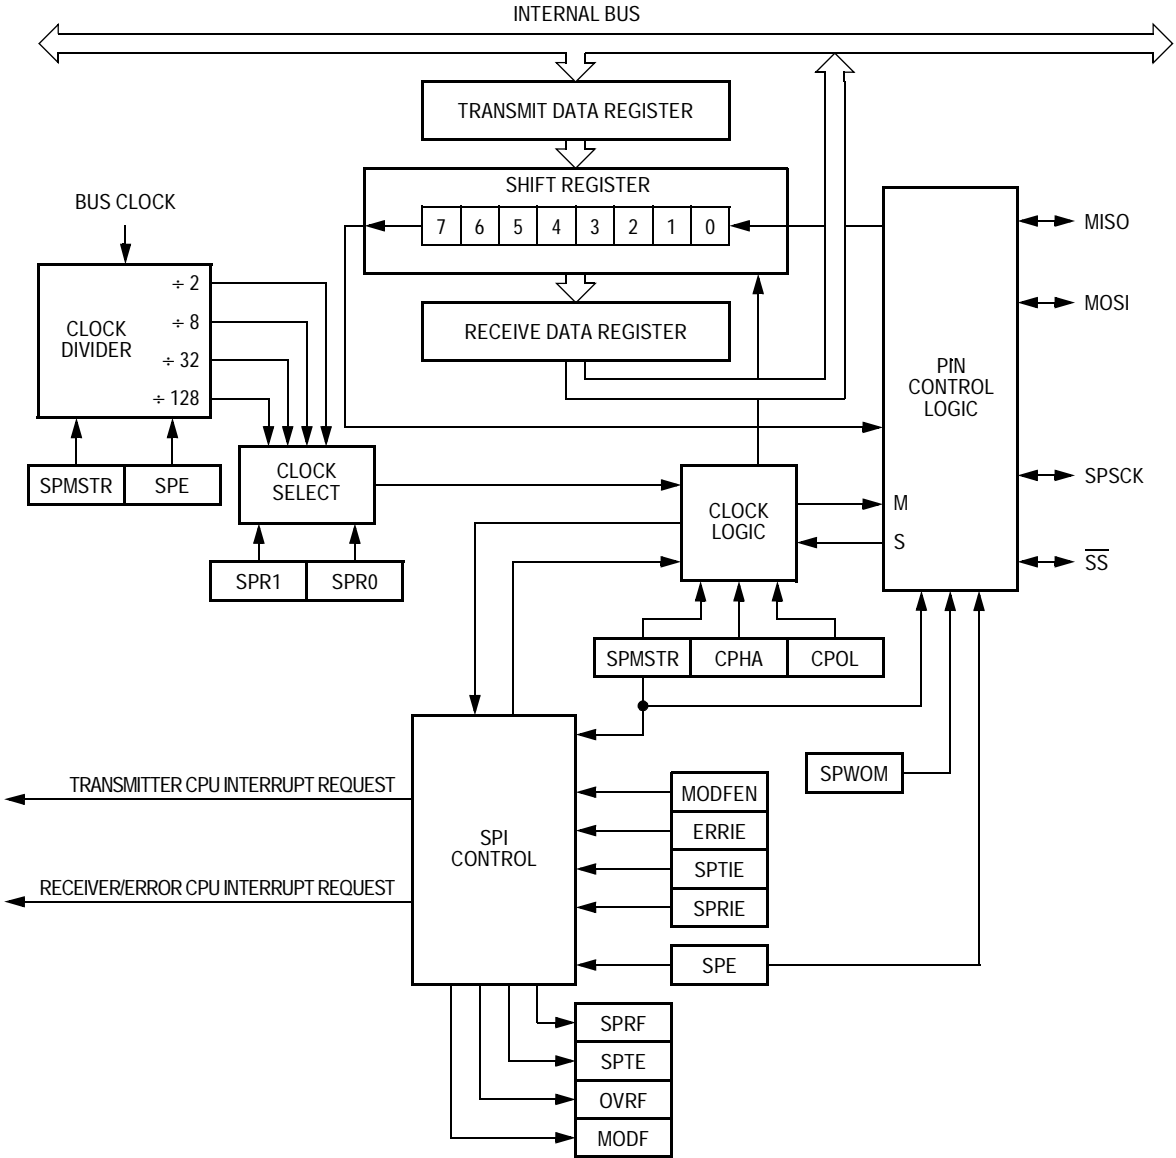 INTERNAL BUS
TRANSMIT DATA REGISTER
SHIFT REGISTER
7 6 5 4 3 2 1 0
RECEIVE DATA REGISTER
BUS CLOCK
CLOCK
DIVIDER
÷ 2
÷ 8
÷ 32
÷ 128
SPMSTR SPE
CLOCK
SELECT
SPR1 SPR0
PIN
CONTROL
LOGIC
M
S
MISO
MOSI
SPSCK
S̅S̅
CLOCK
LOGIC
SPMSTR CPHA CPOL
SPWOM
TRANSMITTER CPU INTERRUPT REQUEST
RECEIVER/ERROR CPU INTERRUPT REQUEST
SPI
CONTROL
MODFEN
ERRIE
SPTIE
SPRIE
SPE
SPRF
SPTE
OVRF
MODF